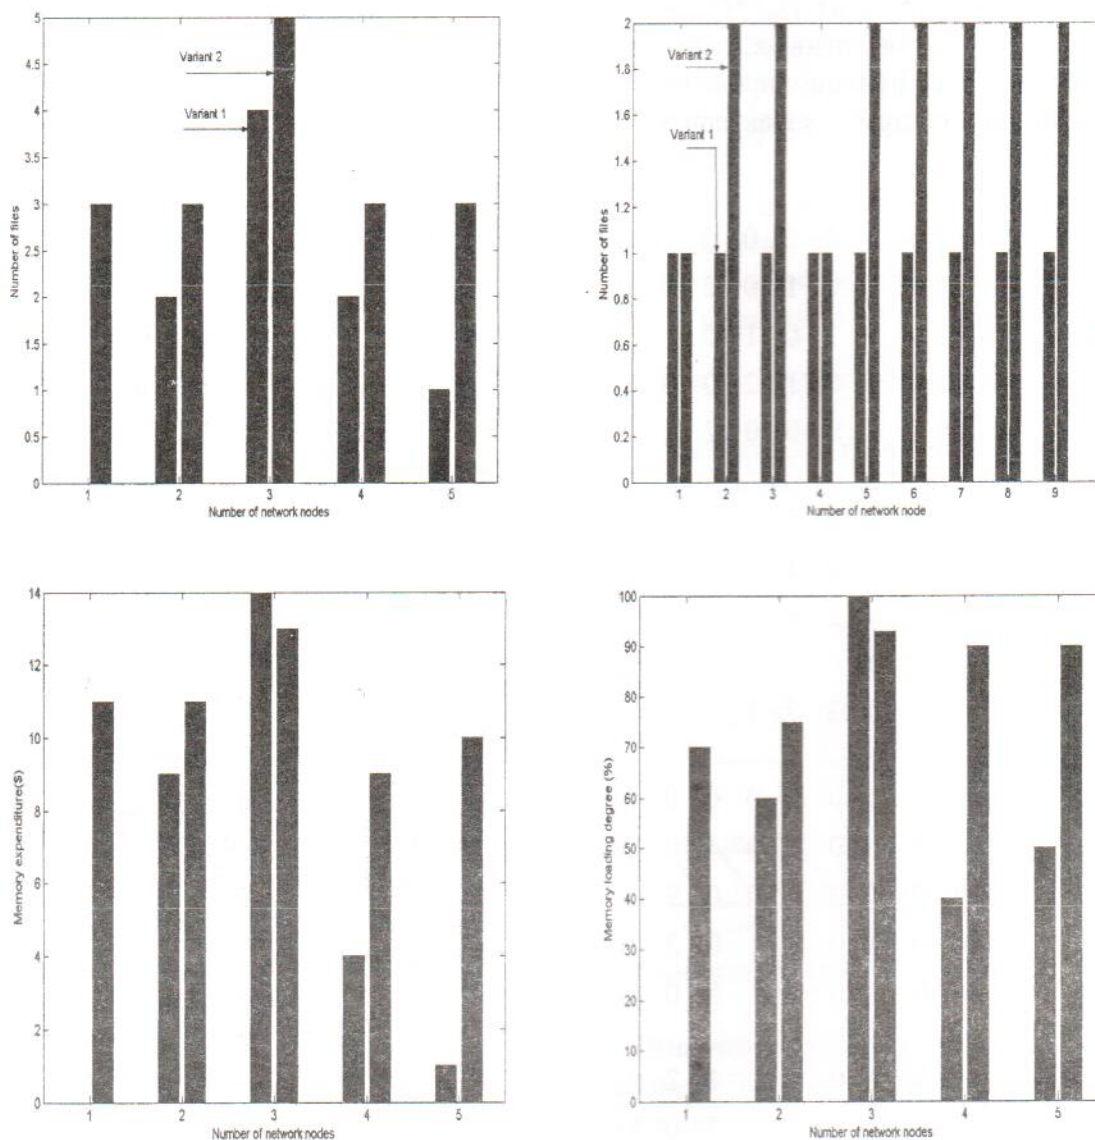 5
4.5
4
3.5
3
2.5
2
1.5
1
0.5
0
Number of files
Variant 2
Variant 1
1 2 3 4 5
Number of network nodes
2
1.8
1.6
1.4
1.2
1
0.8
0.6
0.4
0.2
0
Number of files
Variant 2
Variant 1
1 2 3 4 5 6 7 8 9
Number of network node
14
12
10
8
6
4
2
0
Memory expenditure($)
1 2 3 4 5
Number of network nodes
100
90
80
70
60
50
40
30
20
10
0
Memory loading degree (%)
1 2 3 4 5
Number of network nodes